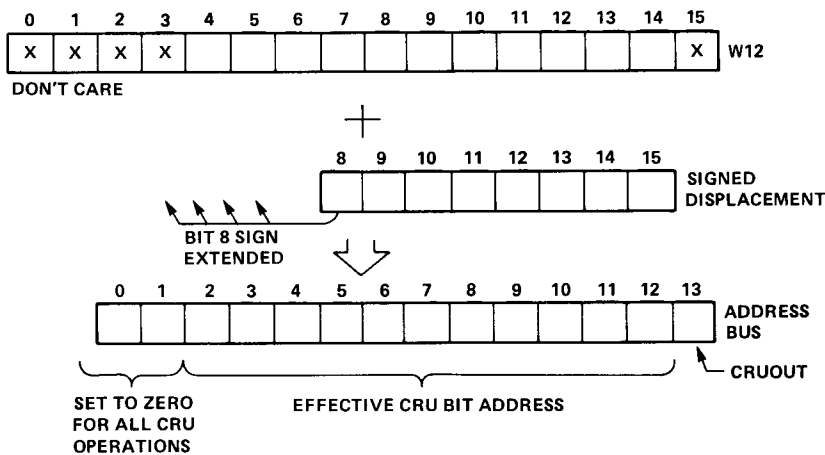 0 1 2 3 4 5 6 7 8 9 10 11 12 13 14 15
X X X X X W12
DON'T CARE
+
8 9 10 11 12 13 14 15
SIGNED
DISPLACEMENT
BIT 8 SIGN
EXTENDED
0 1 2 3 4 5 6 7 8 9 10 11 12 13
ADDRESS
BUS
CRUOUT
SET TO ZERO
FOR ALL CRU
OPERATIONS
EFFECTIVE CRU BIT ADDRESS